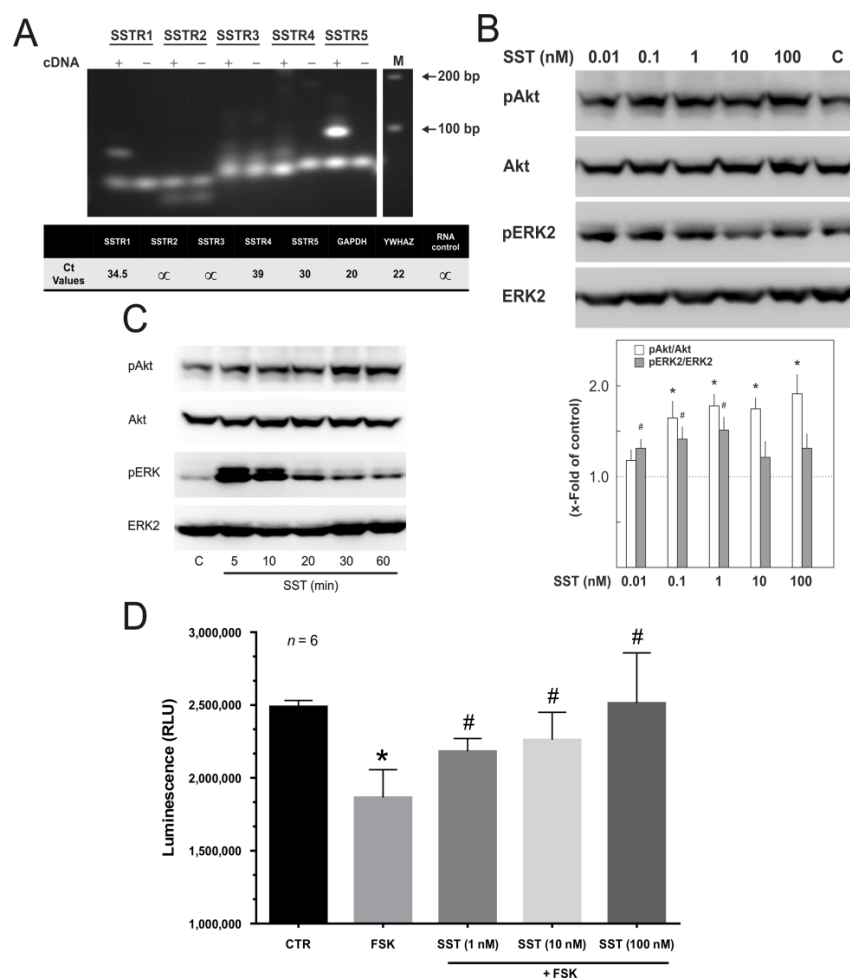 A
SSTR1 SSTR2 SSTR3 SSTR4 SSTR5
cDNA + – + – + – + – + – M
200 bp
100 bp
SSTR1 SSTR2 SSTR3 SSTR4 SSTR5 GAPDH YWHAZ RNA control
Ct Values 34.5 ∝ ∝ 39 30 20 22 ∝
B
SST (nM) 0.01 0.1 1 10 100 C
pAkt
Akt
pERK2
ERK2
pAkt/Akt
pERK2/ERK2
(x-Fold of control)
2.0
1.0
# * # * # * *
SST (nM) 0.01 0.1 1 10 100
C
pAkt
Akt
pERK
ERK2
C 5 10 20 30 60
SST (min)
D
n = 6
Luminescence (RLU)
3,000,000
2,500,000
2,000,000
1,500,000
1,000,000
* # # #
CTR FSK SST (1 nM) SST (10 nM) SST (100 nM)
+ FSK